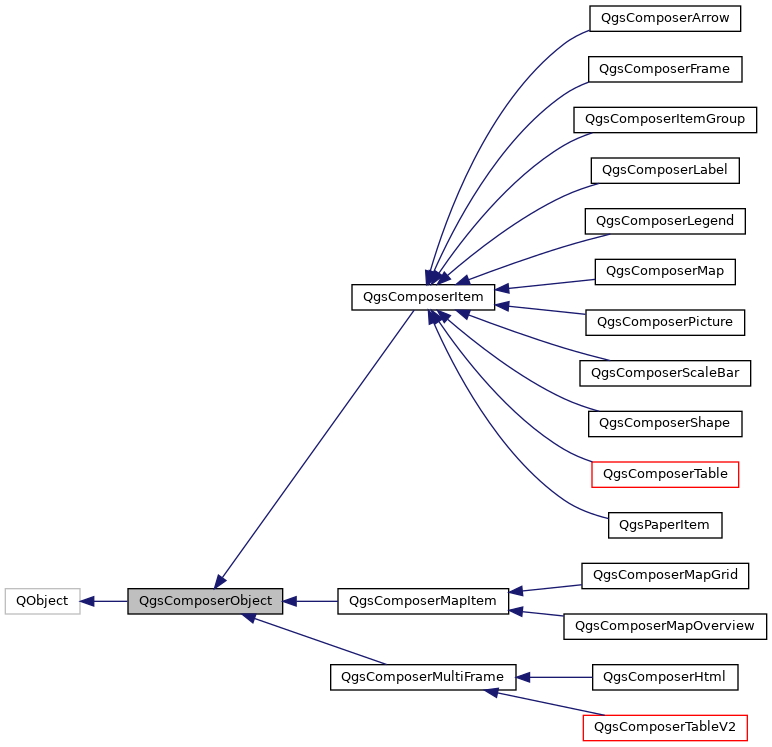 QgsComposerArrow
QgsComposerFrame
QgsComposerItemGroup
QgsComposerLabel
QgsComposerLegend
QgsComposerMap
QgsComposerItem
QgsComposerPicture
QgsComposerScaleBar
QgsComposerShape
QgsComposerTable
QgsPaperItem
QgsComposerMapGrid
QObject
QgsComposerObject
QgsComposerMapItem
QgsComposerMapOverview
QgsComposerMultiFrame
QgsComposerHtml
QgsComposerTableV2